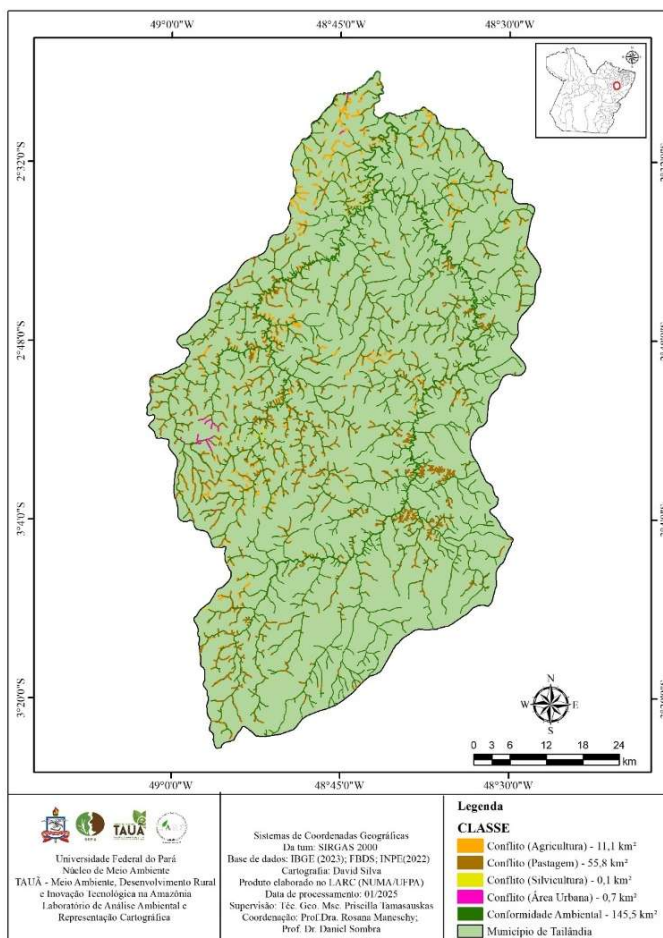 49°0'0"W 48°45'0"W 48°30'0"W
2°32'0"S
2°48'0"S
3°4'0"S
3°20'0"S
N
W E
S
0 3 6 12 18 24
km
49°0'0"W 48°45'0"W 48°30'0"W
TAUÃ
Universidade Federal do Pará
Núcleo de Meio Ambiente
TAUÃ - Meio Ambiente, Desenvolvimento Rural
e Inovação Tecnológica na Amazônia
Laboratório de Análise Ambiental e
Representação Cartográfica
Sistemas de Coordenadas Geográficas
Da tum: SIRGAS 2000
Base de dados: IBGE (2023); FBDS; INPE(2022)
Cartografia: David Silva
Produto elaborado no LARC (NUMA/UFPA)
Data de processamento: 01/2025
Supervisão: Téc. Geo. Msc. Priscilla Tamasauskas
Coordenação: Prof.Dra. Rosana Maneschy;
Prof. Dr. Daniel Sombra
Legenda
CLASSE
Conflito (Agricultura) - 11,1 km²
Conflito (Pastagem) - 55,8 km²
Conflito (Silvicultura) - 0,1 km²
Conflito (Área Urbana) - 0,7 km²
Conformidade Ambiental - 145,5 km²
Município de Tailândia